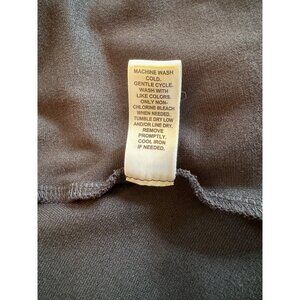 MACHINE WASH
COLD.
GENTLE CYCLE.
WASH WITH
LIKE COLORS.
ONLY NON-
CHLORINE BLEACH
WHEN NEEDED.
TUMBLE DRY LOW
AND/OR LINE DRY.
REMOVE
PROMPTLY.
COOL IRON
IF NEEDED.